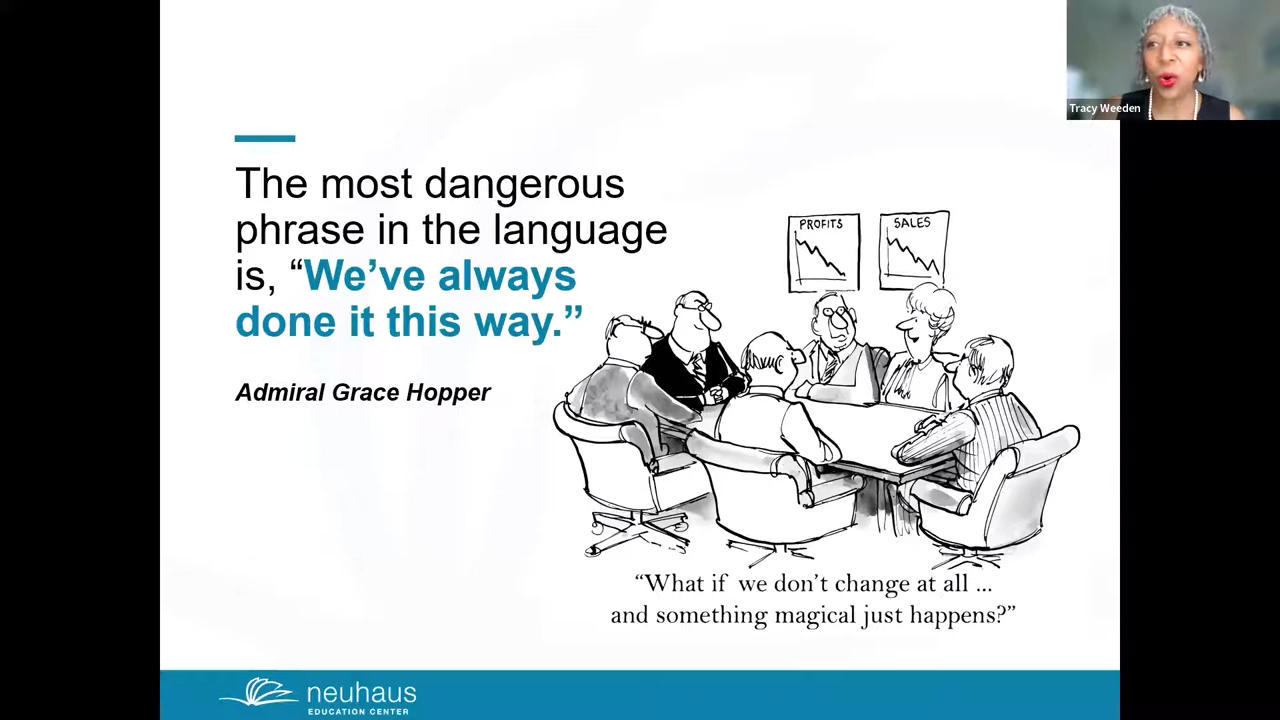 Tracy Weeden
The most dangerous
phrase in the language
is, “We’ve always
done it this way.”
Admiral Grace Hopper
PROFITS
SALES
“What if we don’t change at all ...
and something magical just happens?”
neuhaus
EDUCATION CENTER